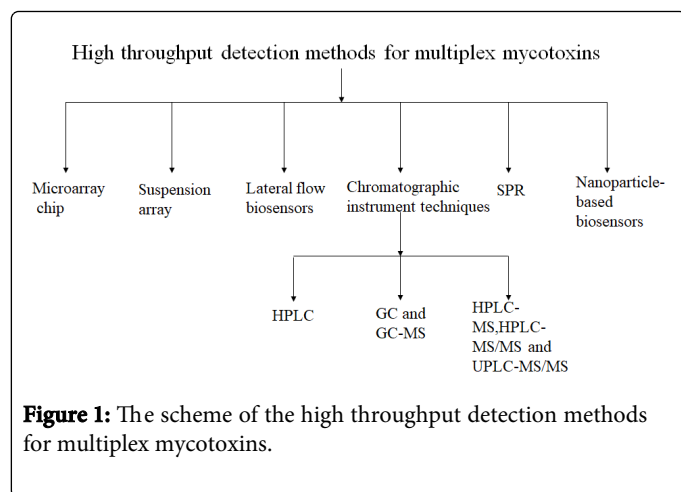 High throughput detection methods for multiplex mycotoxins
Microarray
chip
Suspension
array
Lateral flow
biosensors
Chromatographic
instrument techniques
SPR
Nanoparticle-
based
biosensors
HPLC
GC and
GC-MS
HPLC-
MS,HPLC-
MS/MS and
UPLC-MS/MS
Figure 1: The scheme of the high throughput detection methods
for multiplex mycotoxins.